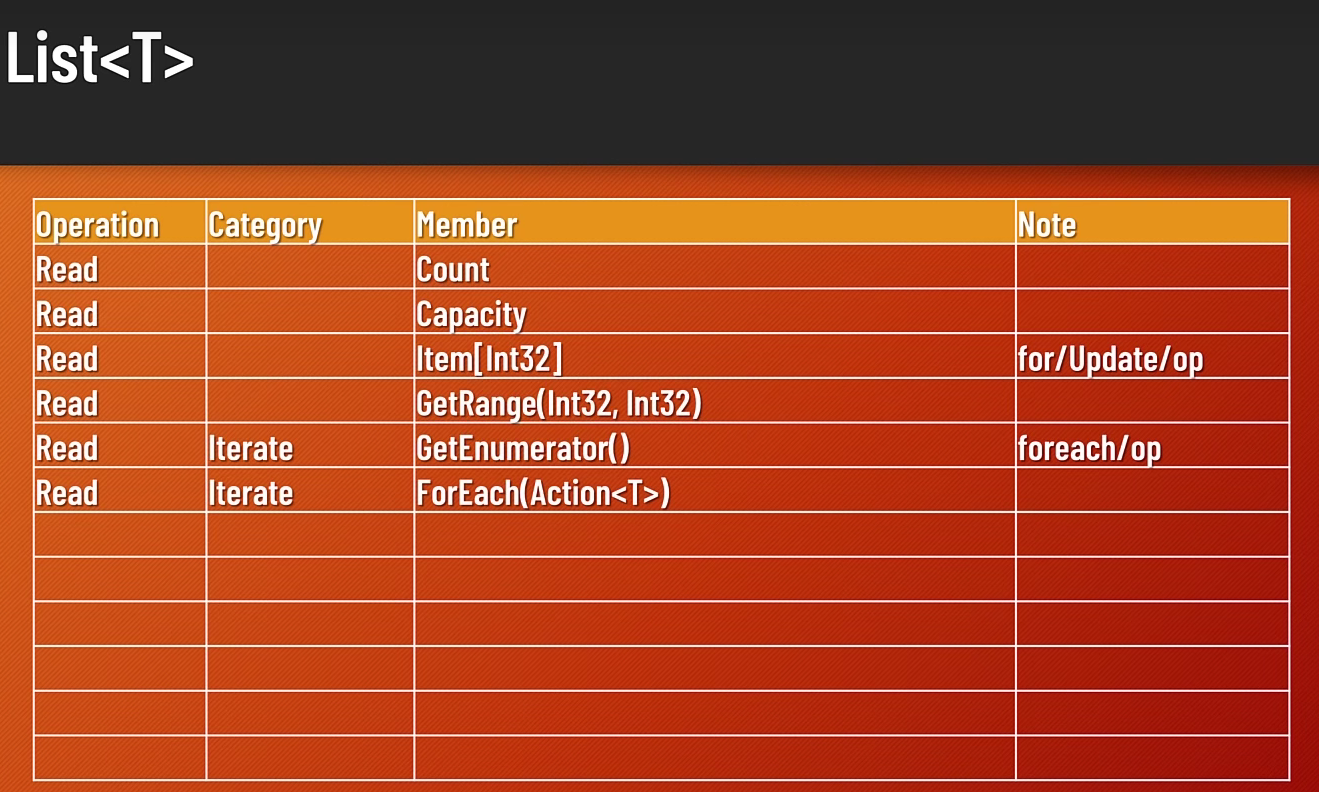 List<T>
Operation Category Member Note
Read Count
Read Capacity
Read Item[Int32] for/Update/op
Read GetRange(Int32, Int32)
Read Iterate GetEnumerator() foreach/op
Read Iterate ForEach(Action<T>)